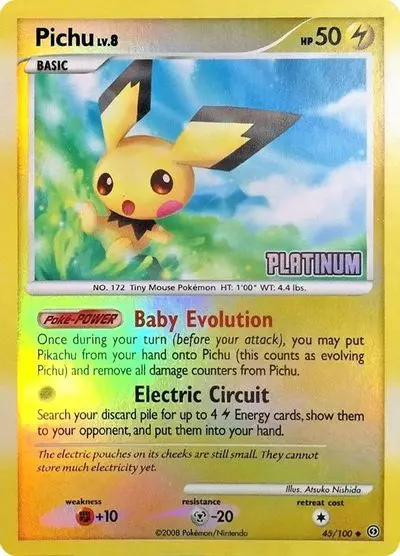 Pichu LV.8 HP 50
BASIC
PLATINUM
NO. 172 Tiny Mouse Pokémon HT: 1'00" WT: 4.4 lbs.
Poké-POWER Baby Evolution
Once during your turn (before your attack), you may put
Pikachu from your hand onto Pichu (this counts as evolving
Pichu) and remove all damage counters from Pichu.
Electric Circuit
Search your discard pile for up to 4 Energy cards, show them
to your opponent, and put them into your hand.
The electric pouches on its cheeks are still small. They cannot
store much electricity yet.
Illus. Atsuko Nishida
weakness resistance retreat cost
+10 -20
©2008 Pokémon/Nintendo 45/100